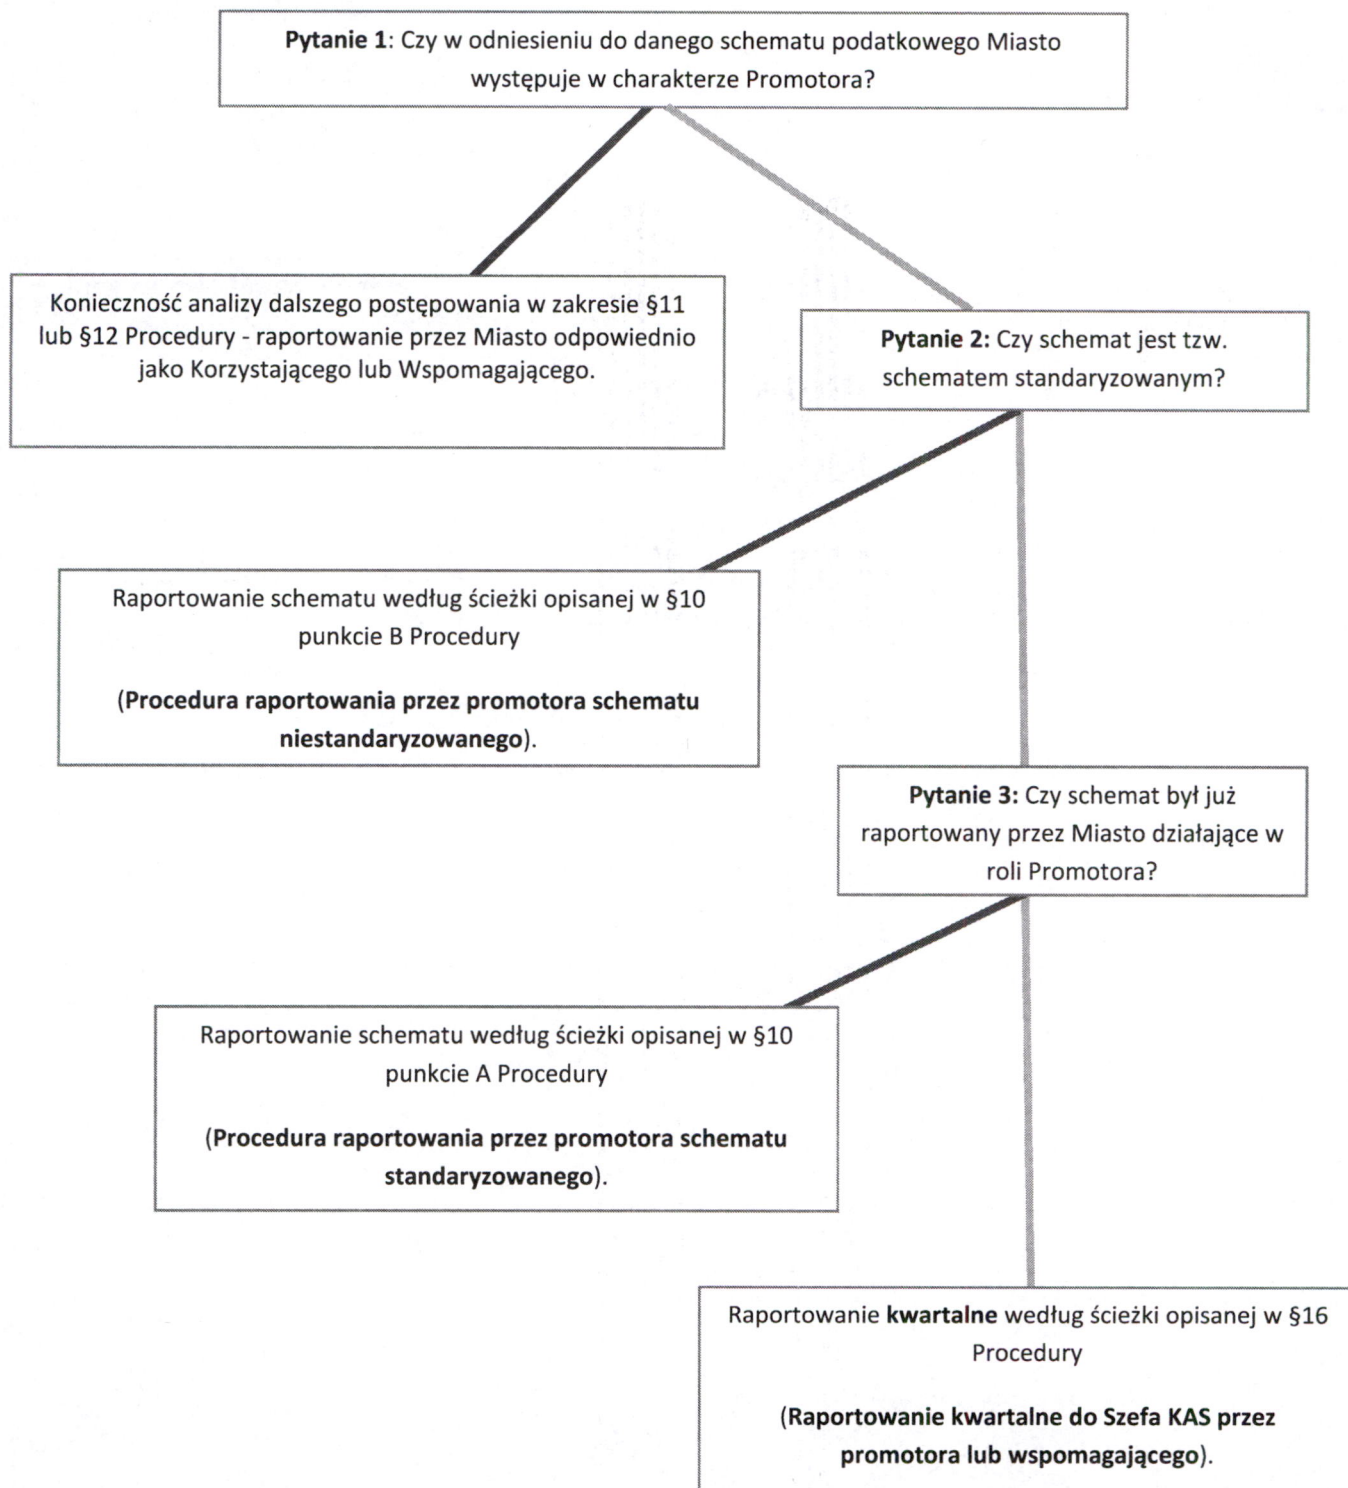 Pytanie 1: Czy w odniesieniu do danego schematu podatkowego Miasto
występuje w charakterze Promotora?
Konieczność analizy dalszego postępowania w zakresie §11
lub §12 Procedury - raportowanie przez Miasto odpowiednio
jako Korzystającego lub Wspomagającego.
Pytanie 2: Czy schemat jest tzw.
schematem standaryzowanym?
Raportowanie schematu według ścieżki opisanej w §10
punkcie B Procedury
(Procedura raportowania przez promotora schematu
niestandaryzowanego).
Pytanie 3: Czy schemat był już
raportowany przez Miasto działające w
roli Promotora?
Raportowanie schematu według ścieżki opisanej w §10
punkcie A Procedury
(Procedura raportowania przez promotora schematu
standaryzowanego).
Raportowanie kwartalne według ścieżki opisanej w §16
Procedury
(Raportowanie kwartalne do Szefa KAS przez
promotora lub wspomagającego).